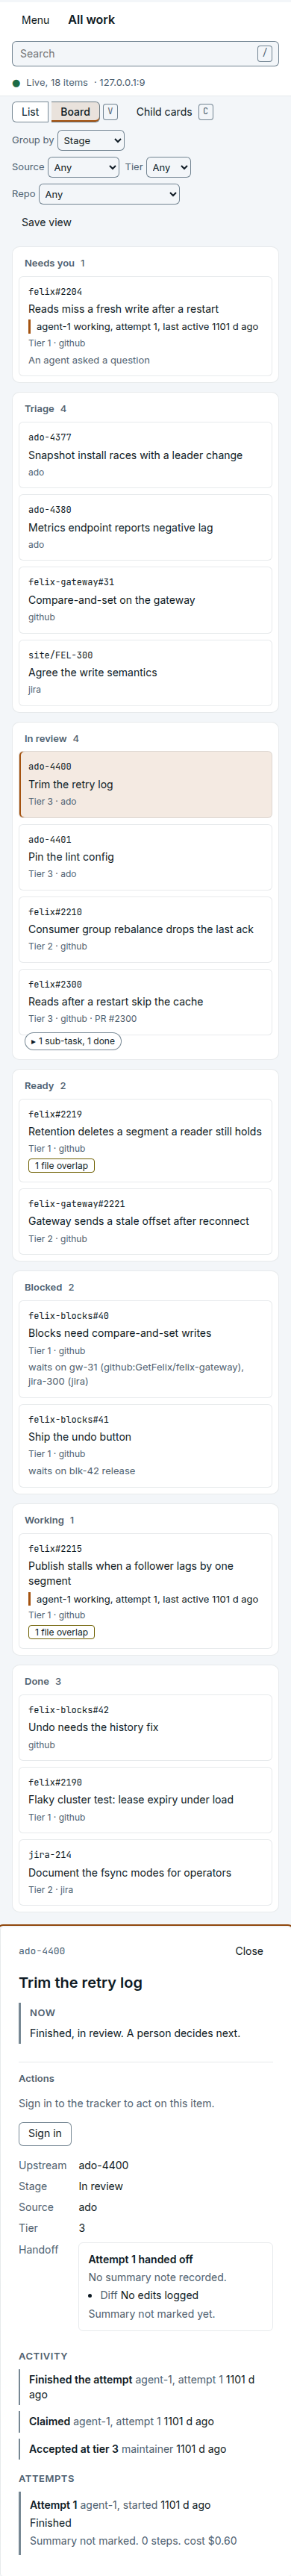 Menu All work
Search /
Live, 18 items · 127.0.0.1:9
List Board V Child cards C
Group by Stage
Source Any Tier Any
Repo Any
Save view
Needs you 1
felix#2204
Reads miss a fresh write after a restart
agent-1 working, attempt 1, last active 1101 d ago
Tier 1 · github
An agent asked a question
Triage 4
ado-4377
Snapshot install races with a leader change
ado
ado-4380
Metrics endpoint reports negative lag
ado
felix-gateway#31
Compare-and-set on the gateway
github
site/FEL-300
Agree the write semantics
jira
In review 4
ado-4400
Trim the retry log
Tier 3 · ado
ado-4401
Pin the lint config
Tier 3 · ado
felix#2210
Consumer group rebalance drops the last ack
Tier 2 · github
felix#2300
Reads after a restart skip the cache
Tier 3 · github · PR #2300
▸ 1 sub-task, 1 done
Ready 2
felix#2219
Retention deletes a segment a reader still holds
Tier 1 · github
1 file overlap
felix-gateway#2221
Gateway sends a stale offset after reconnect
Tier 2 · github
Blocked 2
felix-blocks#40
Blocks need compare-and-set writes
Tier 1 · github
waits on gw-31 (github:GetFelix/felix-gateway),
jira-300 (jira)
felix-blocks#41
Ship the undo button
Tier 1 · github
waits on blk-42 release
Working 1
felix#2215
Publish stalls when a follower lags by one
segment
agent-1 working, attempt 1, last active 1101 d ago
Tier 1 · github
1 file overlap
Done 3
felix-blocks#42
Undo needs the history fix
github
felix#2190
Flaky cluster test: lease expiry under load
Tier 1 · github
jira-214
Document the fsync modes for operators
Tier 2 · jira
ado-4400 Close
Trim the retry log
NOW
Finished, in review. A person decides next.
Actions
Sign in to the tracker to act on this item.
Sign in
Upstream ado-4400
Stage In review
Source ado
Tier 3
Handoff Attempt 1 handed off
No summary note recorded.
• Diff No edits logged
Summary not marked yet.
ACTIVITY
Finished the attempt agent-1, attempt 1 1101 d
ago
Claimed agent-1, attempt 1 1101 d ago
Accepted at tier 3 maintainer 1101 d ago
ATTEMPTS
Attempt 1 agent-1, started 1101 d ago
Finished
Summary not marked. 0 steps. cost $0.60